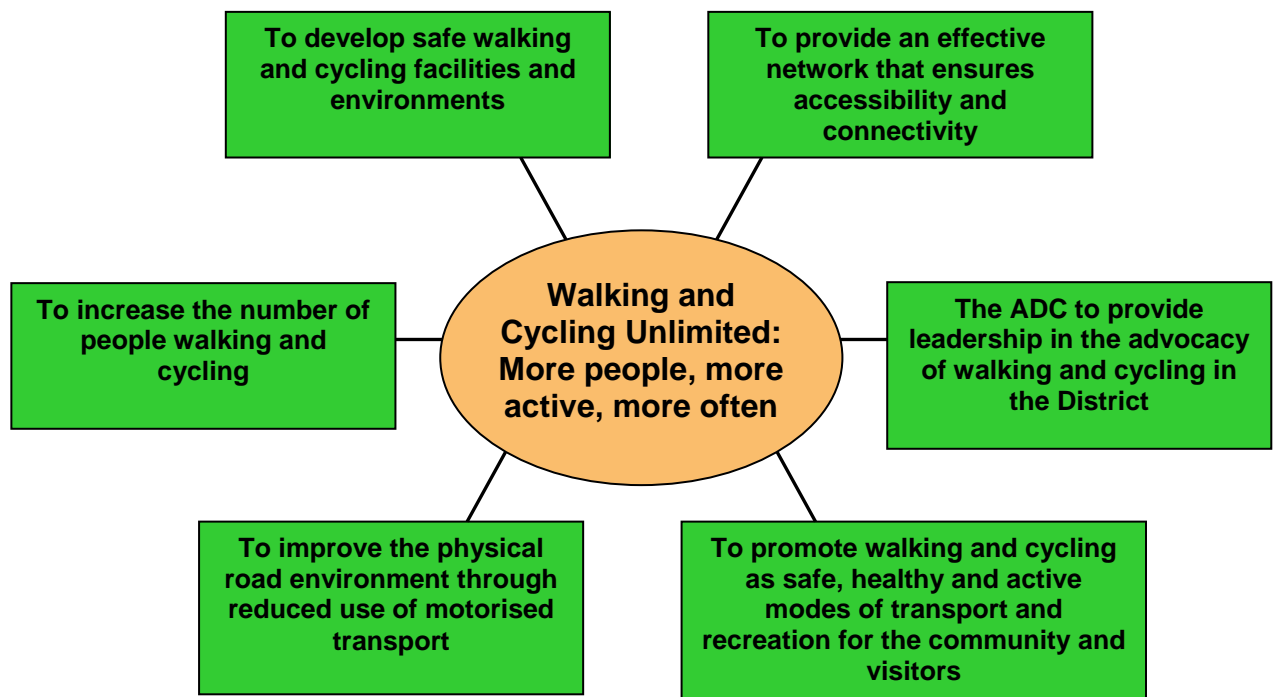 To develop safe walking
and cycling facilities and
environments
To provide an effective
network that ensures
accessibility and
connectivity
To increase the number of
people walking and
cycling
Walking and
Cycling Unlimited:
More people, more
active, more often
The ADC to provide
leadership in the advocacy
of walking and cycling in
the District
To improve the physical
road environment through
reduced use of motorised
transport
To promote walking and cycling
as safe, healthy and active
modes of transport and
recreation for the community and
visitors